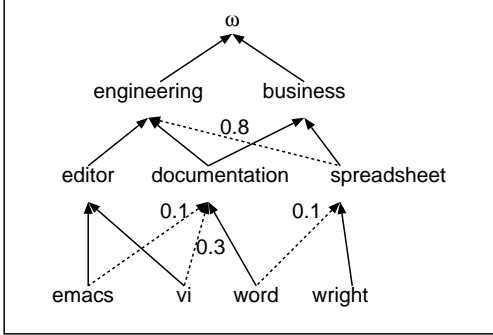 ω
engineering business
0.8
editor documentation spreadsheet
0.1 0.1
0.3
emacs vi word wright